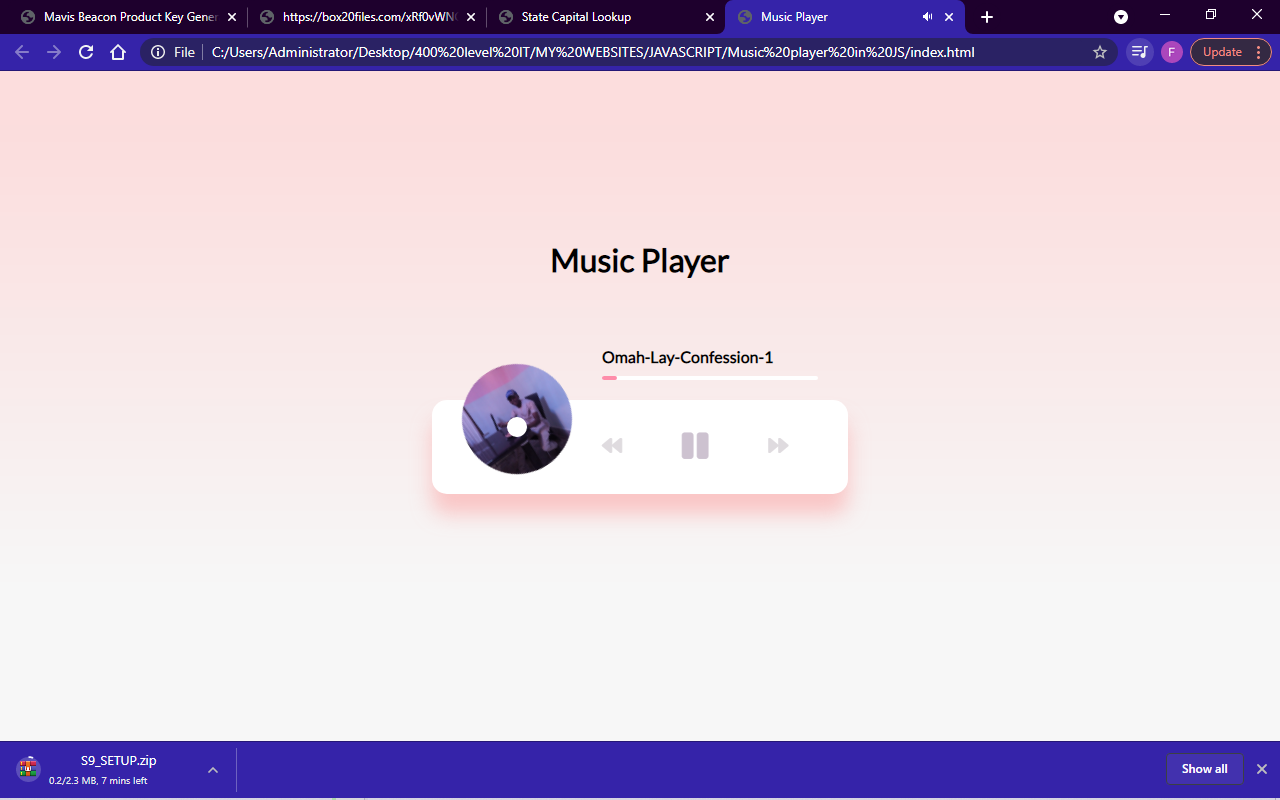 Mavis Beacon Product Key Gener
https://box20files.com/xRf0vWN
State Capital Lookup
Music Player
File
C:/Users/Administrator/Desktop/400%20level%20IT/MY%20WEBSITES/JAVASCRIPT/Music%20player%20in%20JS/index.html
F
Update
Music Player
Omah-Lay-Confession-1
S9_SETUP.zip
0.2/2.3 MB, 7 mins left
Show all